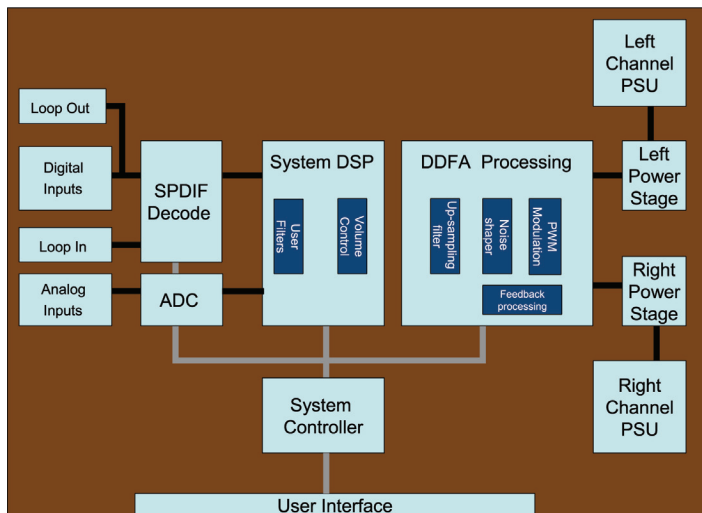 Loop Out
Digital
Inputs
Loop In
Analog
Inputs
SPDIF
Decode
ADC
System DSP
User
Filters
Volume
Control
DDFA Processing
Up-sampling
filter
Noise
shaper
PWM
Modulation
Feedback
processing
Left
Channel
PSU
Left
Power
Stage
Right
Power
Stage
Right
Channel
PSU
System
Controller
User Interface